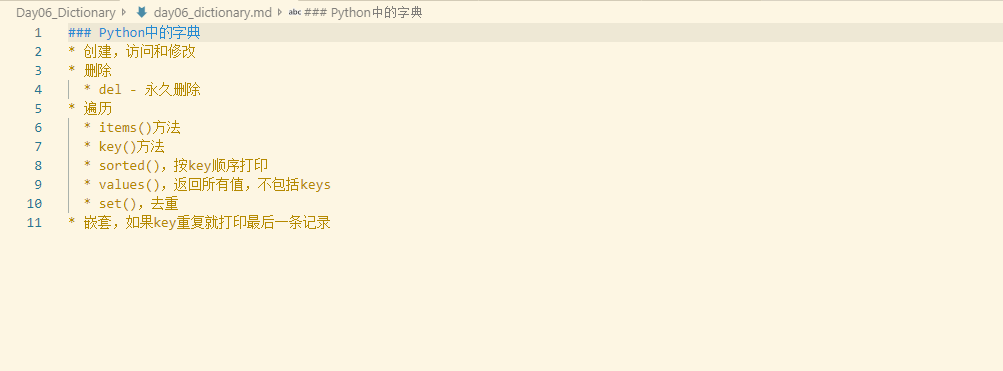 Day06_Dictionary day06_dictionary.md abc ### Python中的字典
1 ### Python中的字典
2 * 创建，访问和修改
3 * 删除
4 * del - 永久删除
5 * 遍历
6 * items()方法
7 * key()方法
8 * sorted()，按key顺序打印
9 * values()，返回所有值，不包括keys
10 * set()，去重
11 * 嵌套，如果key重复就打印最后一条记录